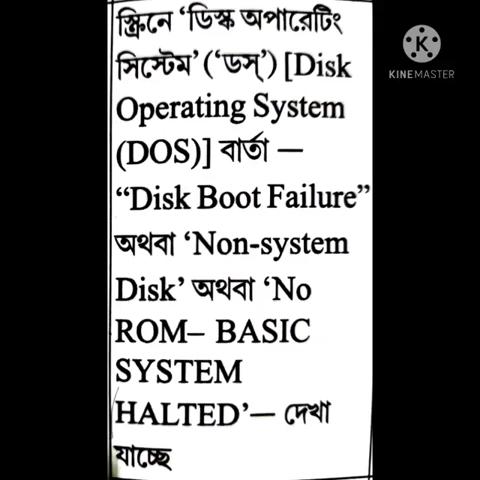 স্ক্রিনে ‘ডিস্ক অপারেটিং
সিস্টেম’ (‘ডস্’) [Disk
Operating System
(DOS)] বার্তা —
“Disk Boot Failure”
অথবা ‘Non-system
Disk’ অথবা ‘No
ROM– BASIC
SYSTEM
HALTED’— দেখা
যাচ্ছে
K
KINEMASTER